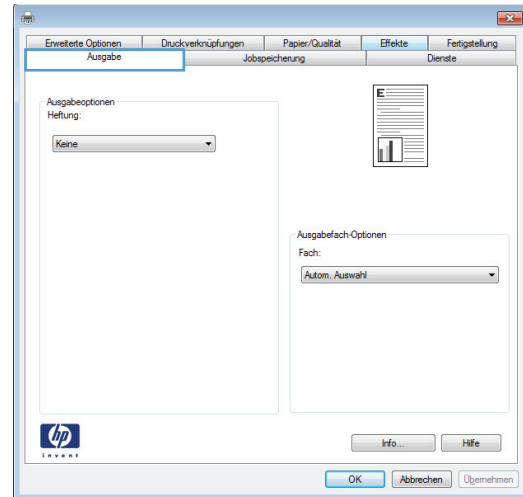 Erweiterte Optionen Druckverknüpfungen Papier/Qualität Effekte Fertigstellung
Ausgabe Jobspeicherung Dienste
Ausgabeoptionen
Heftung:
Keine
E
Ausgabefach-Optionen
Fach:
Autom. Auswahl
hp
invent
Info... Hilfe
OK Abbrechen Übernehmen